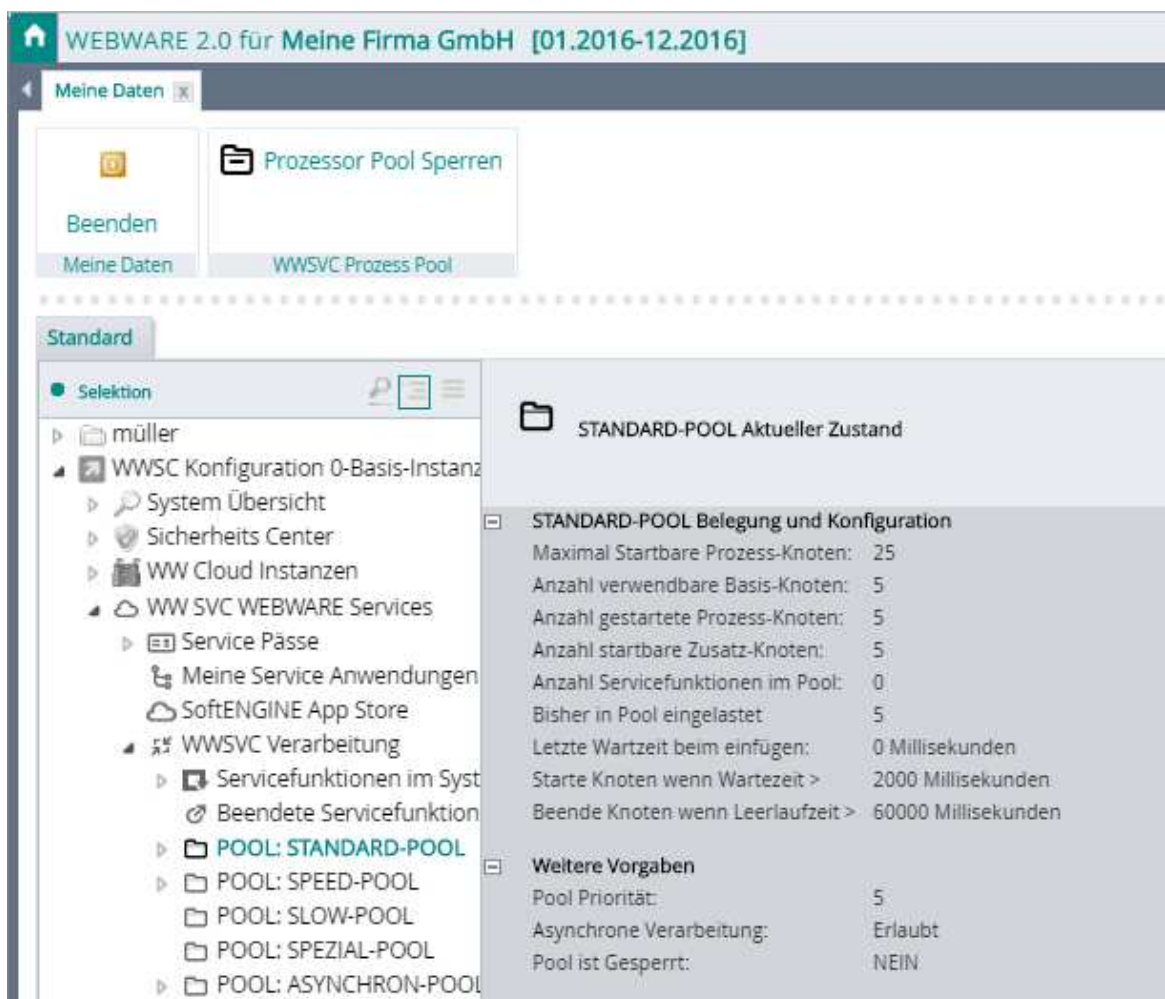 WEBWARE 2.0 für Meine Firma GmbH [01.2016-12.2016]
Meine Daten x
Prozessor Pool Sperren
Beenden
Meine Daten WWSVC Prozess Pool
Standard
Selektion
müller
WWSC Konfiguration 0-Basis-Instanz
System Übersicht
Sicherheits Center
WW Cloud Instanzen
WW SVC WEBWARE Services
Service Pässe
Meine Service Anwendungen
SoftENGINE App Store
WWSVC Verarbeitung
Servicefunktionen im Syst
Beendete Servicefunktion
POOL: STANDARD-POOL
POOL: SPEED-POOL
POOL: SLOW-POOL
POOL: SPEZIAL-POOL
POOL: ASYNCHRON-POOL
STANDARD-POOL Aktueller Zustand
STANDARD-POOL Belegung und Konfiguration
Maximal Startbare Prozess-Knoten: 25
Anzahl verwendbare Basis-Knoten: 5
Anzahl gestartete Prozess-Knoten: 5
Anzahl startbare Zusatz-Knoten: 5
Anzahl Servicefunktionen im Pool: 0
Bisher in Pool eingelastet 5
Letzte Wartzeit beim einfügen: 0 Millisekunden
Starte Knoten wenn Wartezeit > 2000 Millisekunden
Beende Knoten wenn Leerlaufzeit > 60000 Millisekunden
Weitere Vorgaben
Pool Priorität: 5
Asynchrone Verarbeitung: Erlaubt
Pool ist Gesperrt: NEIN